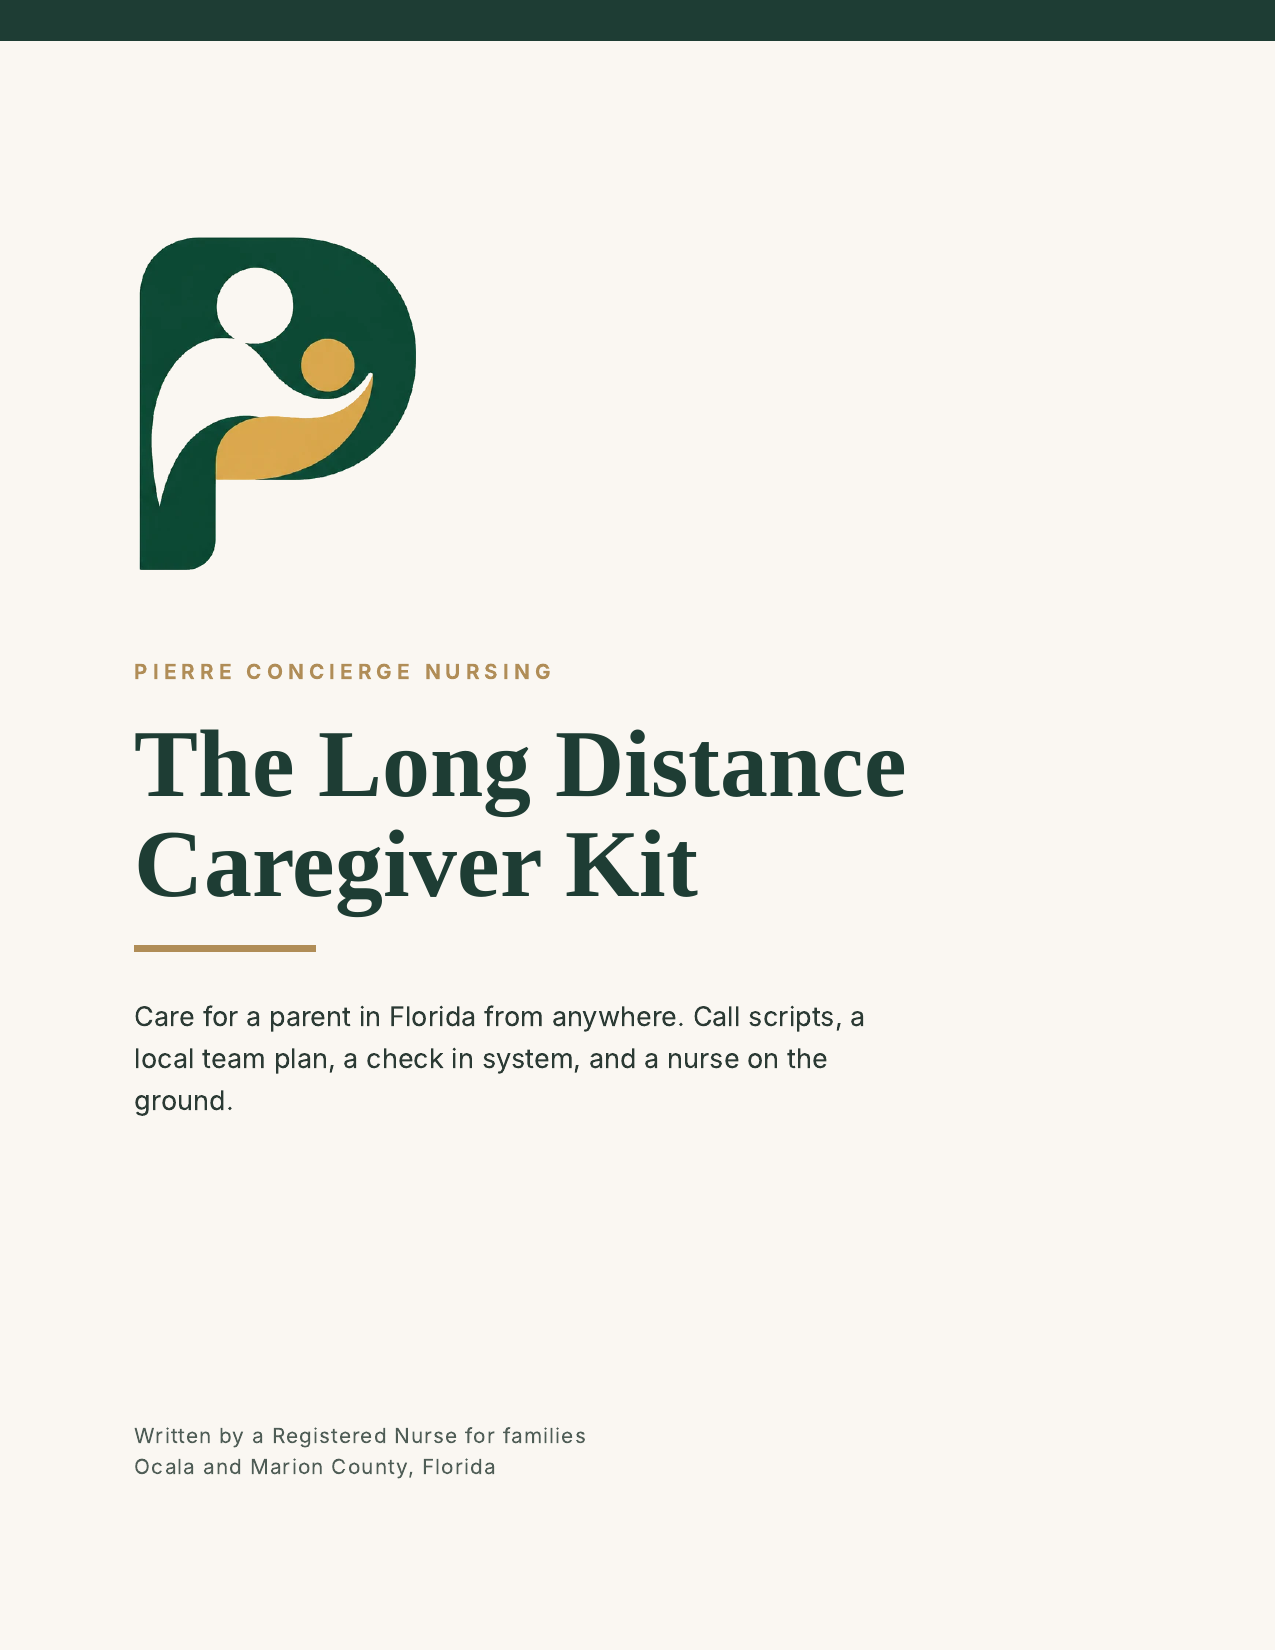 PIERRE CONCIERGE NURSING
The Long Distance
Caregiver Kit
Care for a parent in Florida from anywhere. Call scripts, a
local team plan, a check in system, and a nurse on the
ground.
Written by a Registered Nurse for families
Ocala and Marion County, Florida